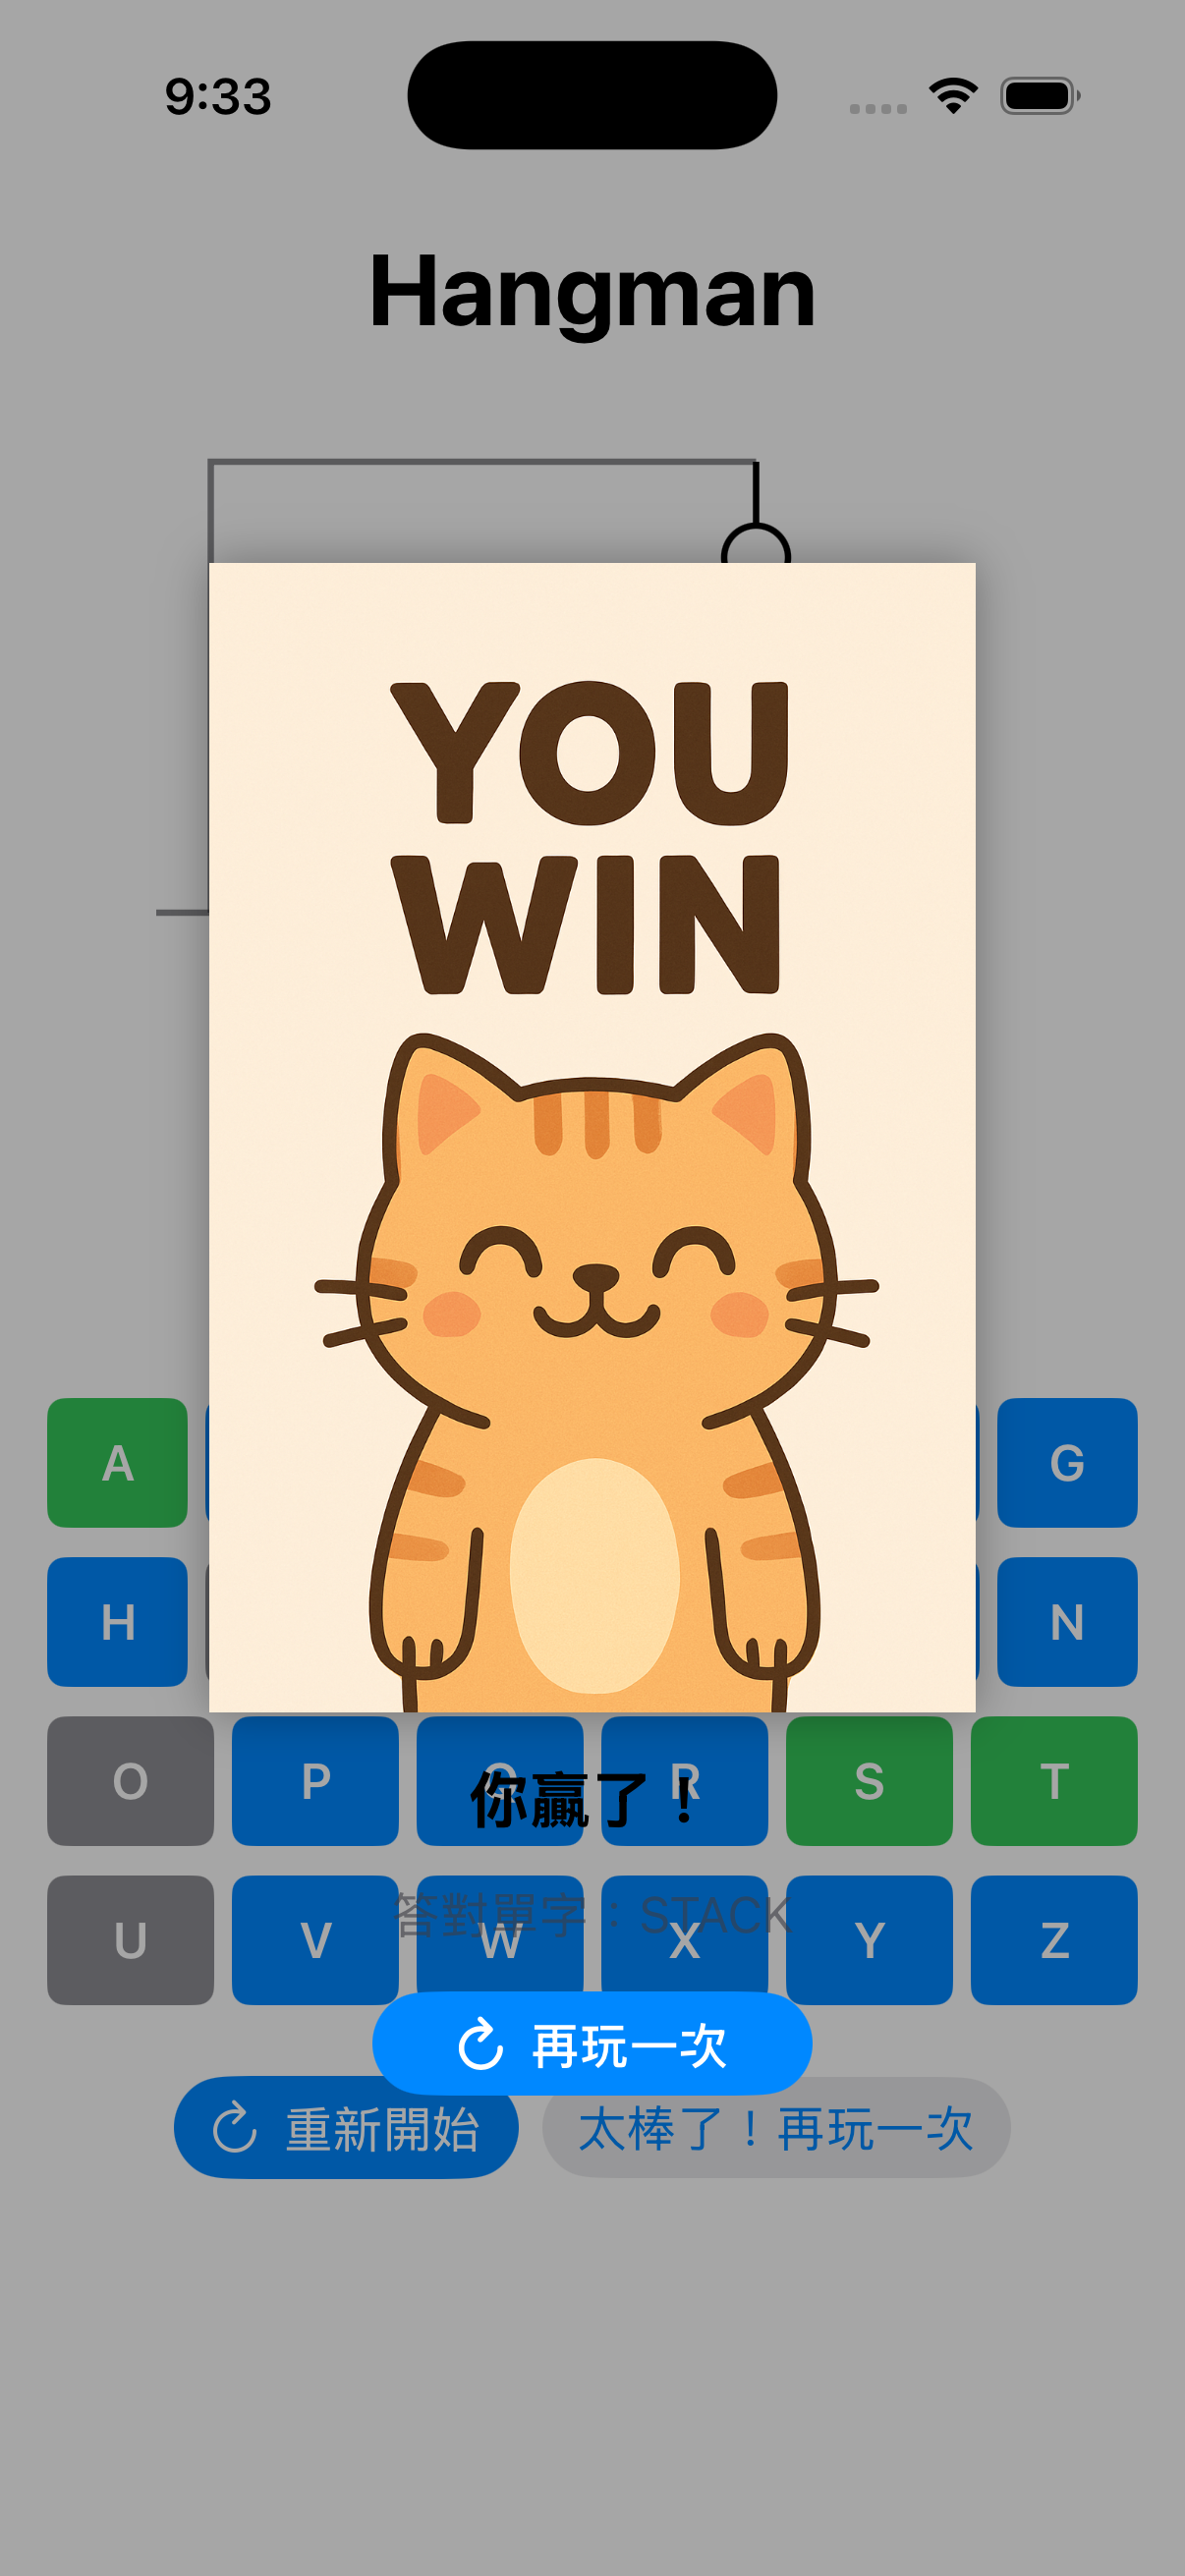 9:33
Hangman
YOU
WIN
A G
H N
O P Q R S T
你贏了！
U V W X Y Z
答對單字：STACK
再玩一次
重新開始 太棒了！再玩一次